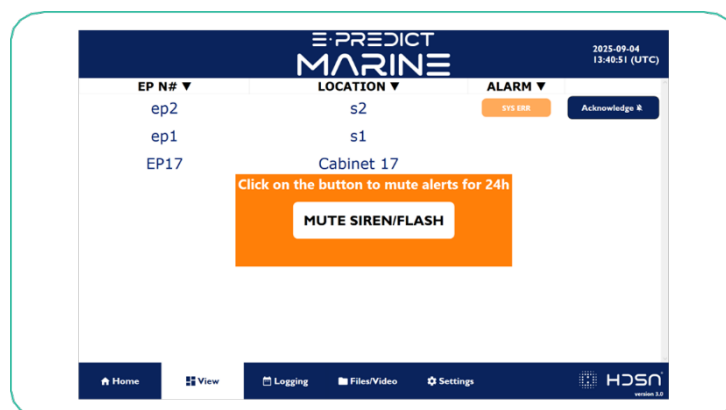 E·PREDICT
MARINE
2025-09-04
13:40:51 (UTC)
EP N# ▼ LOCATION ▼ ALARM ▼
ep2 s2 SYS ERR Acknowledge
ep1 s1
EP17 Cabinet 17
Click on the button to mute alerts for 24h
MUTE SIREN/FLASH
Home View Logging Files/Video Settings HDSN
version 3.0